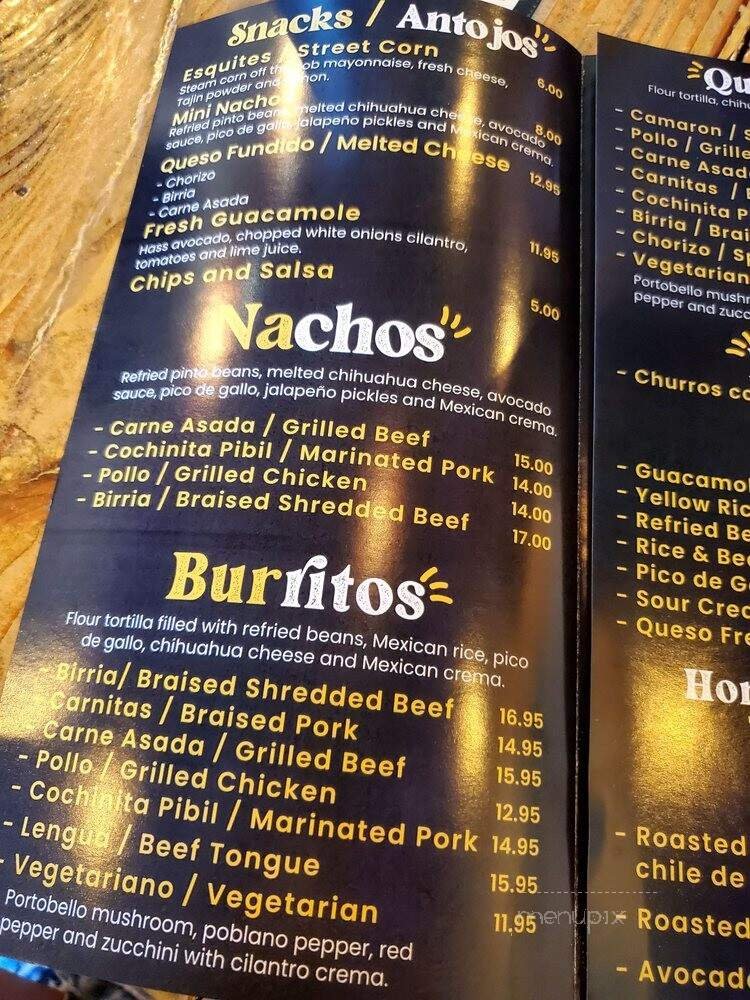 Snacks / Antojos
Esquites / Street Corn 6.00
Steam corn off the cob mayonnaise, fresh cheese,
Tajin powder and lemon.
Mini Nachos 8.00
Refried pinto beans, melted chihuahua cheese, avocado
sauce, pico de gallo, jalapeño pickles and Mexican crema.
Queso Fundido / Melted Cheese 12.95
- Chorizo
- Birria
- Carne Asada
Fresh Guacamole 11.95
Hass avocado, chopped white onions cilantro,
tomatoes and lime juice.
Chips and Salsa 5.00
Nachos
Refried pinto beans, melted chihuahua cheese, avocado
sauce, pico de gallo, jalapeño pickles and Mexican crema.
- Carne Asada / Grilled Beef 15.00
- Cochinita Pibil / Marinated Pork 14.00
- Pollo / Grilled Chicken 14.00
- Birria / Braised Shredded Beef 17.00
Burritos
Flour tortilla filled with refried beans, Mexican rice, pico
de gallo, chihuahua cheese and Mexican crema.
- Birria/ Braised Shredded Beef 16.95
- Carnitas / Braised Pork 14.95
- Carne Asada / Grilled Beef 15.95
- Pollo / Grilled Chicken 12.95
- Cochinita Pibil / Marinated Pork 14.95
- Lengua / Beef Tongue 15.95
- Vegetariano / Vegetarian 11.95
Portobello mushroom, poblano pepper, red
pepper and zucchini with cilantro crema.
Qu
Flour tortilla, chih
- Camaron / S
- Pollo / Grille
- Carne Asad
- Carnitas /
- Cochinita P
- Birria / Brai
- Chorizo / Sp
- Vegetarian
Portobello mushr
pepper and zucc
- Churros co
- Guacamol
- Yellow Ric
- Refried Be
- Rice & Bea
- Pico de G
- Sour Crea
- Queso Fre
Hor
- Roasted
chile de
- Roasted
- Avocad
menupix